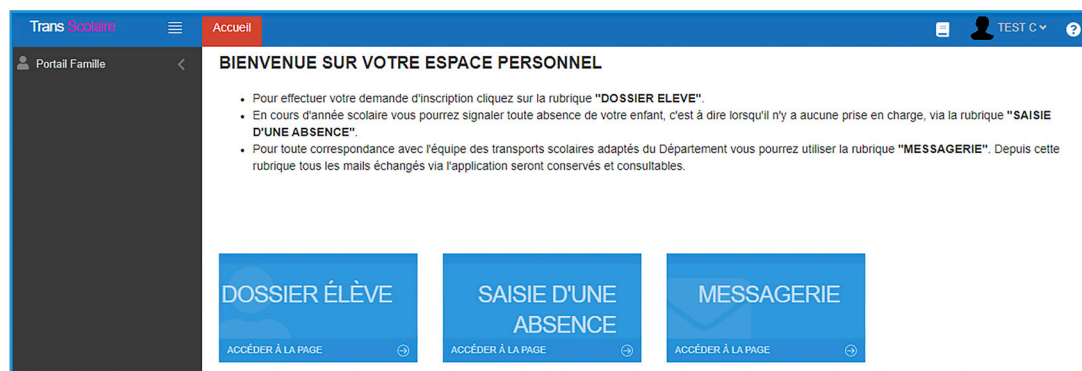 Trans Scolaire
Accueil
TEST C
Portail Famille
BIENVENUE SUR VOTRE ESPACE PERSONNEL
• Pour effectuer votre demande d'inscription cliquez sur la rubrique "DOSSIER ELEVE".
• En cours d'année scolaire vous pourrez signaler toute absence de votre enfant, c'est à dire lorsqu'il n'y a aucune prise en charge, via la rubrique "SAISIE
D'UNE ABSENCE".
• Pour toute correspondance avec l'équipe des transports scolaires adaptés du Département vous pourrez utiliser la rubrique "MESSAGERIE". Depuis cette
rubrique tous les mails échangés via l'application seront conservés et consultables.
DOSSIER ÉLÈVE
ACCÉDER À LA PAGE
SAISIE D'UNE
ABSENCE
ACCÉDER À LA PAGE
MESSAGERIE
ACCÉDER À LA PAGE